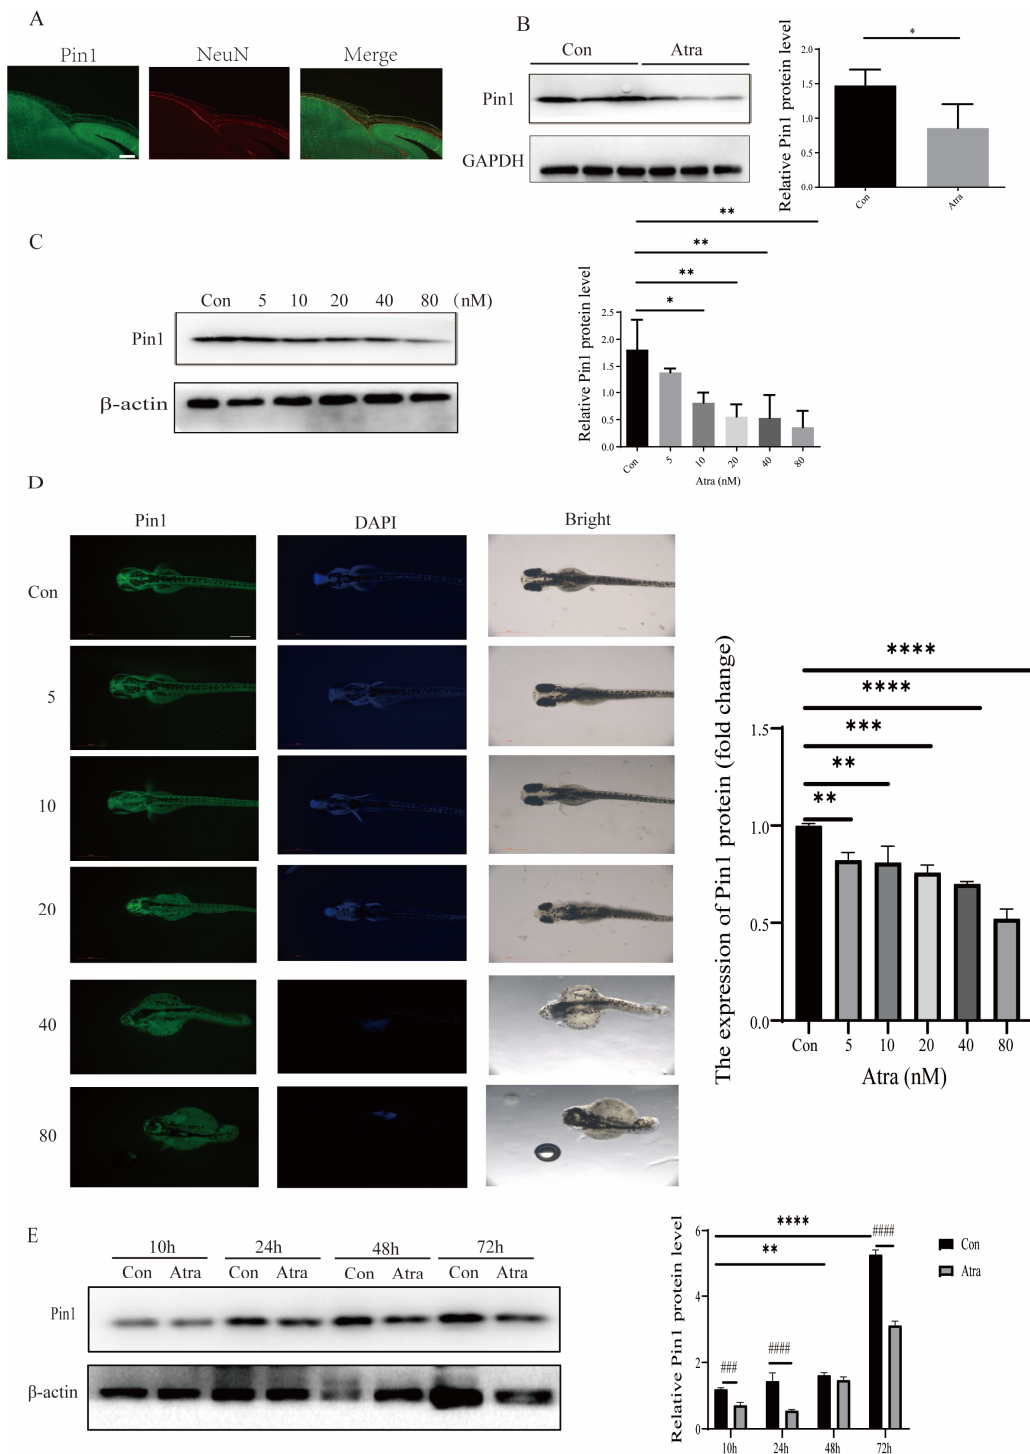 A
Pin1 NeuN Merge
B
Con Atra
Pin1
GAPDH
Relative Pin1 protein level
2.0
1.5
1.0
0.5
0.0
*
Con Atra
C
Con 5 10 20 40 80 (nM)
Pin1
β-actin
Relative Pin1 protein level
2.5
2.0
1.5
1.0
0.5
0.0
**
**
**
*
Con 5 10 20 40 80
Atra (nM)
D
Pin1 DAPI Bright
Con
5
10
20
40
80
The expression of Pin1 protein (fold change)
1.5
1.0
0.5
0.0
****
****
***
**
**
Con 5 10 20 40 80
Atra (nM)
E
10h 24h 48h 72h
Con Atra Con Atra Con Atra Con Atra
Pin1
β-actin
Relative Pin1 protein level
6
4
2
0
****
**
###
####
####
10h 24h 48h 72h
Con
Atra